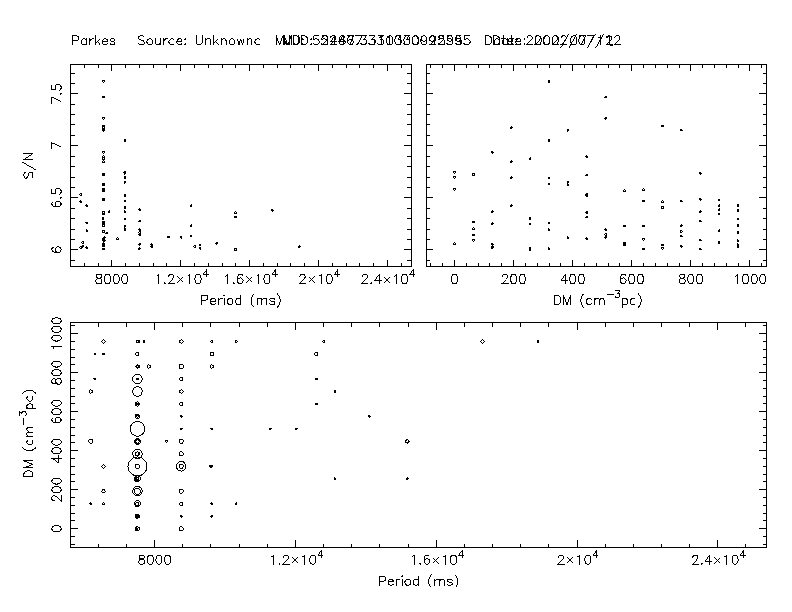 Parkes Source: Unknownc
7.5
7
6.5
6
S/N
8000 1.2×10⁴ 1.6×10⁴ 2×10⁴ 2.4×10⁴
Period (ms)
0 200 400 600 800 1000
DM (cm⁻³pc)
1000
800
600
400
200
0
DM (cm⁻³pc)
8000 1.2×10⁴ 1.6×10⁴ 2×10⁴ 2.4×10⁴
Period (ms)